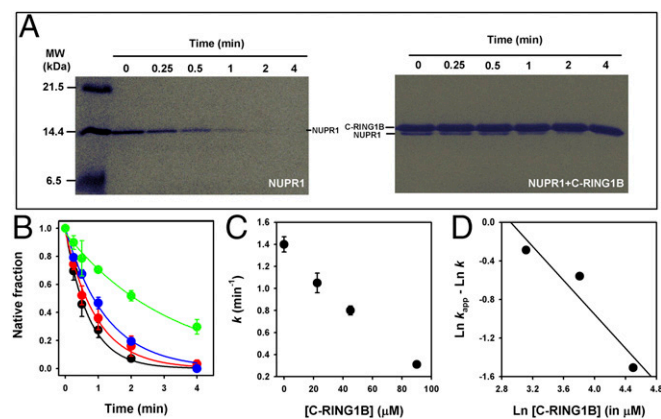 A
Time (min)
MW
(kDa)
0 0.25 0.5 1 2 4
21.5
14.4
6.5
NUPR1
NUPR1
Time (min)
0 0.25 0.5 1 2 4
C-RING1B
NUPR1
NUPR1+C-RING1B
B
Native fraction
1.0
0.8
0.6
0.4
0.2
0.0
0 1 2 3 4
Time (min)
C
k (min⁻¹)
1.6
1.4
1.2
1.0
0.8
0.6
0.4
0.2
0 20 40 60 80 100
[C-RING1B] (μM)
D
Ln kapp - Ln k
0.0
-0.4
-0.8
-1.2
-1.6
3.0 3.6 4.2 4.8
Ln [C-RING1B] (in μM)